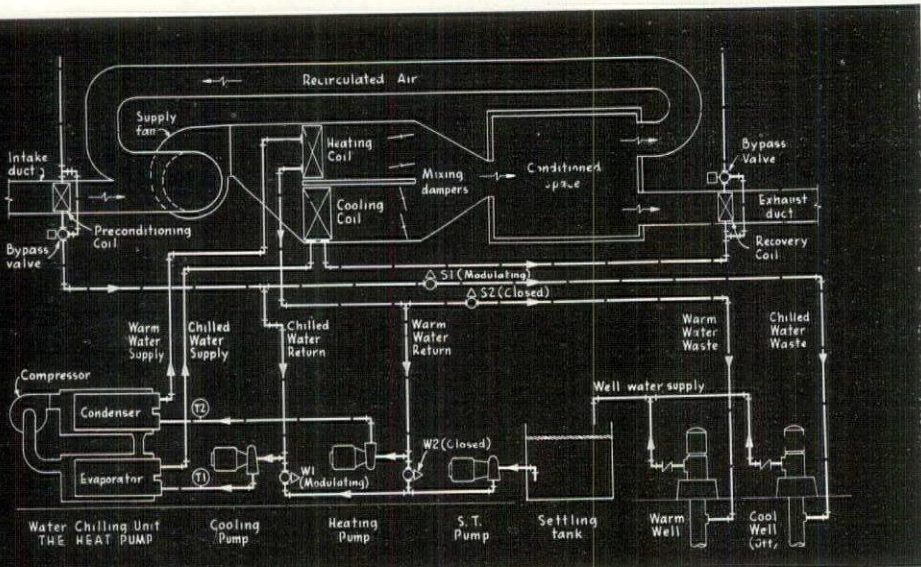 Recirculated Air
Supply
fan
Heating
Coil
Bypass
Valve
Intake
duct
Mixing
dampers
Conditioned
space
Cooling
Coil
Exhaust
duct
Preconditioning
Coil
Bypass
valve
Recovery
Coil
S1 (Modulating)
S2 (Closed)
Warm
Water
Supply
Chilled
Water
Supply
Chilled
Water
Return
Warm
Water
Return
Warm
Water
Waste
Chilled
Water
Waste
Compressor
Well water supply
Condenser
T2
W2 (Closed)
Evaporator
T1
W1
(Modulating)
Water Chilling Unit
THE HEAT PUMP
Cooling
Pump
Heating
Pump
S.T.
Pump
Settling
tank
Warm
Well
Cool
Well